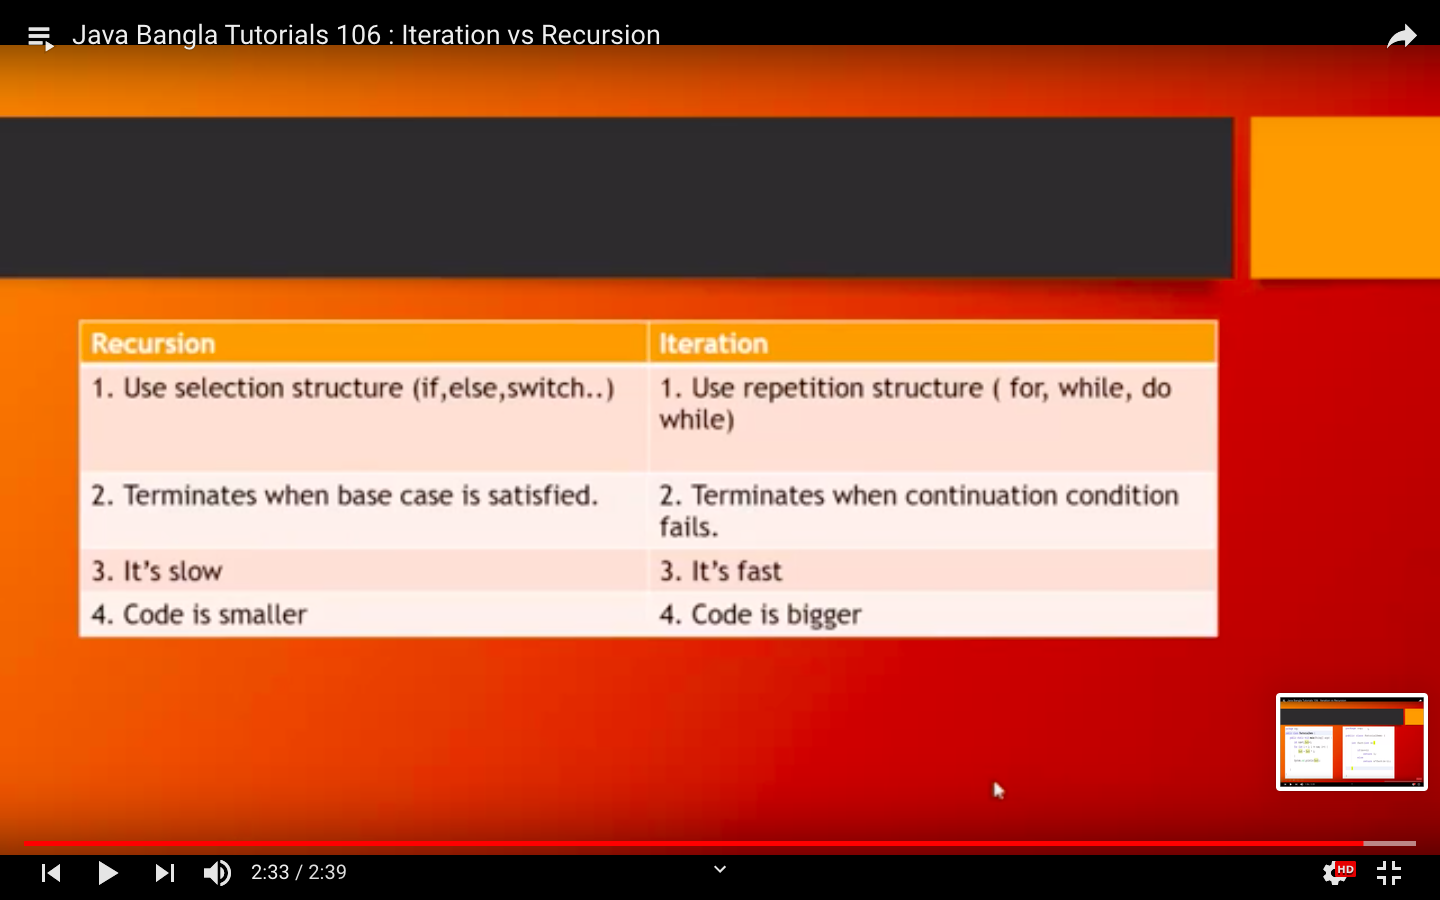 Java Bangla Tutorials 106 : Iteration vs Recursion
Recursion
Iteration
1. Use selection structure (if,else,switch..)
1. Use repetition structure ( for, while, do
while)
2. Terminates when base case is satisfied.
2. Terminates when continuation condition
fails.
3. It's slow
3. It's fast
4. Code is smaller
4. Code is bigger
2:33 / 2:39
HD